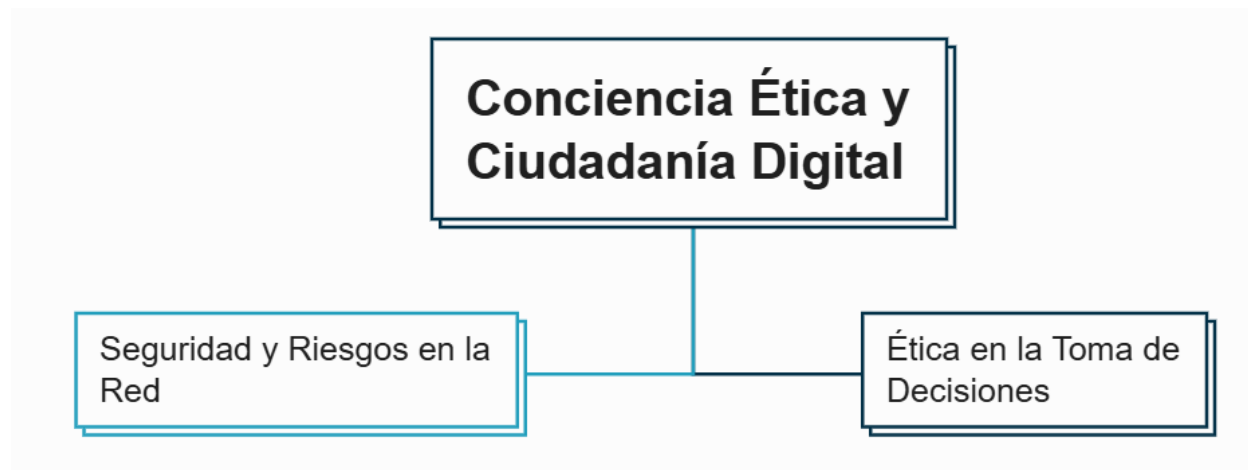 Conciencia Ética y
Ciudadanía Digital
Seguridad y Riesgos en la
Red
Ética en la Toma de
Decisiones